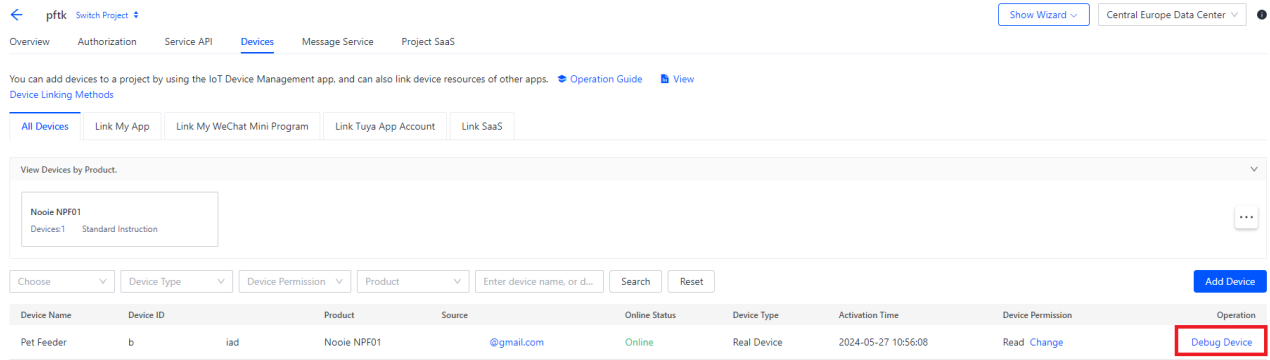 pftk Switch Project Show Wizard Central Europe Data Center
Overview Authorization Service API Devices Message Service Project SaaS
You can add devices to a project by using the IoT Device Management app, and can also link device resources of other apps. Operation Guide View
Device Linking Methods
All Devices Link My App Link My WeChat Mini Program Link Tuya App Account Link SaaS
View Devices by Product.
Nooie NPF01
Devices:1 Standard Instruction
Choose Device Type Device Permission Product Enter device name, or d... Search Reset Add Device
Device Name Device ID Product Source Online Status Device Type Activation Time Device Permission Operation
Pet Feeder b iad Nooie NPF01 @gmail.com Online Real Device 2024-05-27 10:56:08 Read Change Debug Device